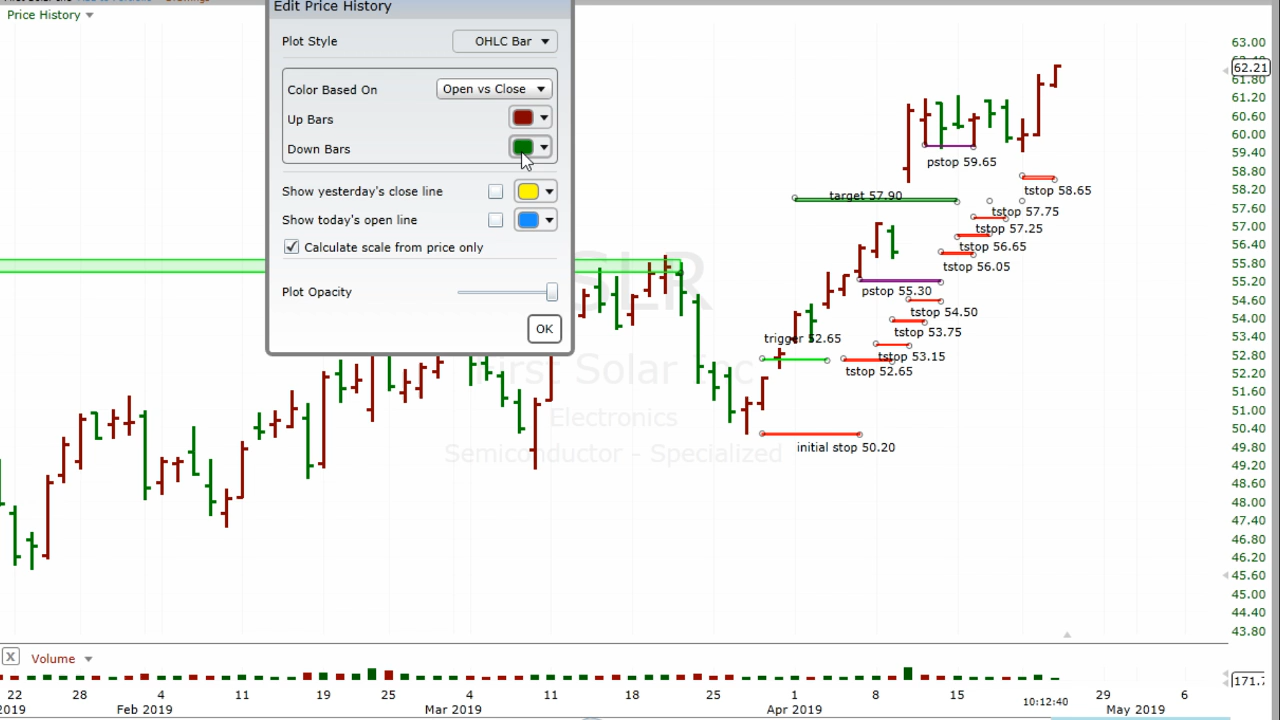 Edit Price History
Price History
Plot Style OHLC Bar
Color Based On Open vs Close
Up Bars
Down Bars
Show yesterday's close line
Show today's open line
Calculate scale from price only
Plot Opacity
OK
SLR
First Solar Inc
Electronics
Semiconductor - Specialized
target 57.90
trigger 52.65
initial stop 50.20
pstop 55.30
pstop 59.65
tstop 58.65
tstop 57.75
tstop 57.25
tstop 56.65
tstop 56.05
tstop 54.50
tstop 53.75
tstop 53.15
tstop 52.65
63.00
62.21
61.80
61.20
60.60
60.00
59.40
58.80
58.20
57.60
57.00
56.40
55.80
55.20
54.60
54.00
53.40
52.80
52.20
51.60
51.00
50.40
49.80
49.20
48.60
48.00
47.40
46.80
46.20
45.60
45.00
44.40
43.80
X Volume
171.7
22 28 4 11 19 25 4 11 18 25 1 8 15 10:12:40 29 6
2019 Feb 2019 Mar 2019 Apr 2019 May 2019